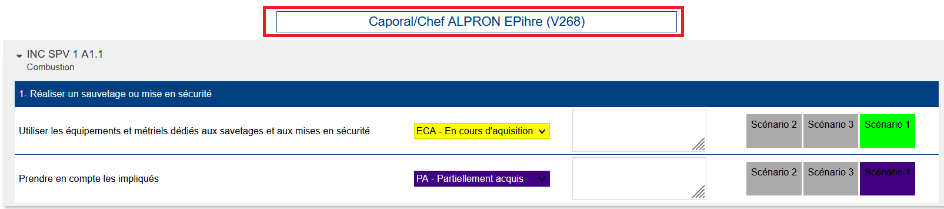 Caporal/Chef ALPRON EPihre (V268)
INC SPV 1 A1.1
Combustion
1- Réaliser un sauvetage ou mise en sécurité
Utiliser les équipements et métriels dédiés aux savetages et aux mises en sécurité ECA - En cours d'aquisition Scénario 2 Scénario 3 Scénario 1
Prendre en compte les impliqués PA - Partiellement acquis Scénario 2 Scénario 3 Scénario 1